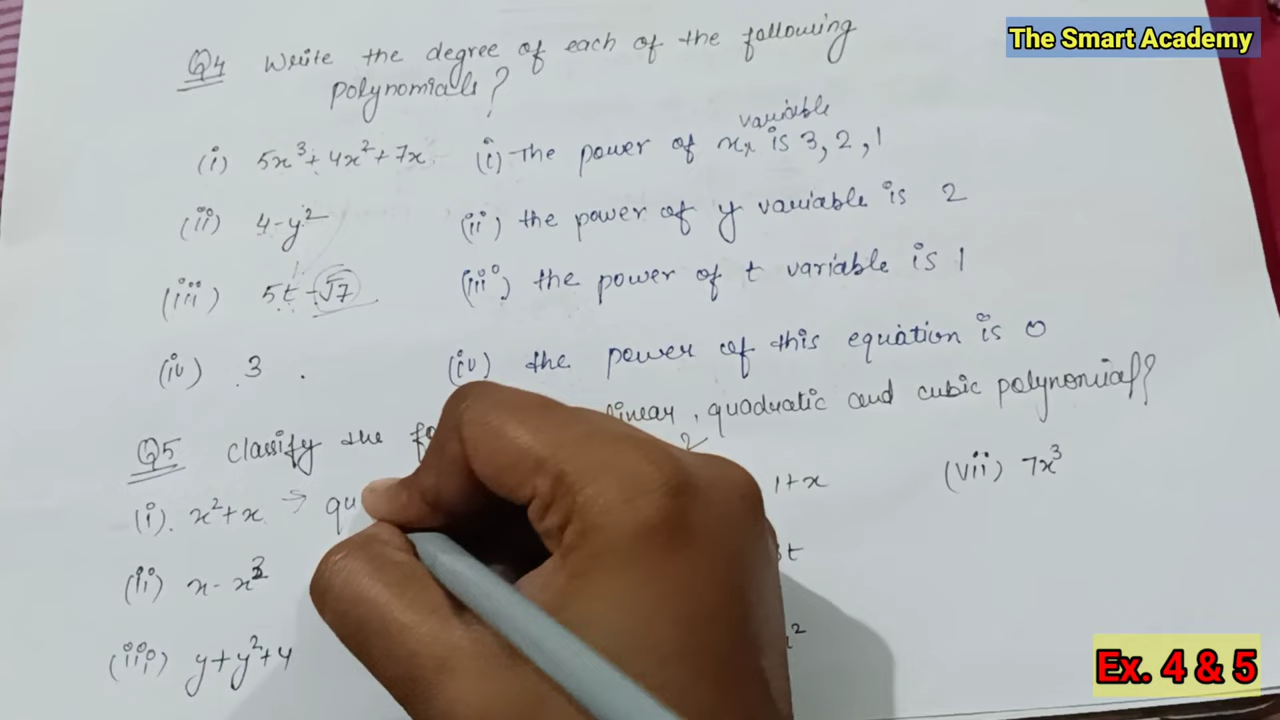 The Smart Academy
Q4 Write the degree of each of the following
polynomials?
variable
(i) 5x³ + 4x² + 7x (i) The power of x, is 3, 2, 1
(ii) 4 - y² (ii) the power of y variable is 2
(iii) 5t - √7 (iii) the power of t variable is 1
(iv) 3 . (iv) the power of this equation is 0
Q5 Classify the linear, quadratic and cubic polynomial?
(i). x² + x → qu 1 + x (vii) 7x³
(ii) x - x³ t
(iii) y + y² + 4 ²
Ex. 4 & 5